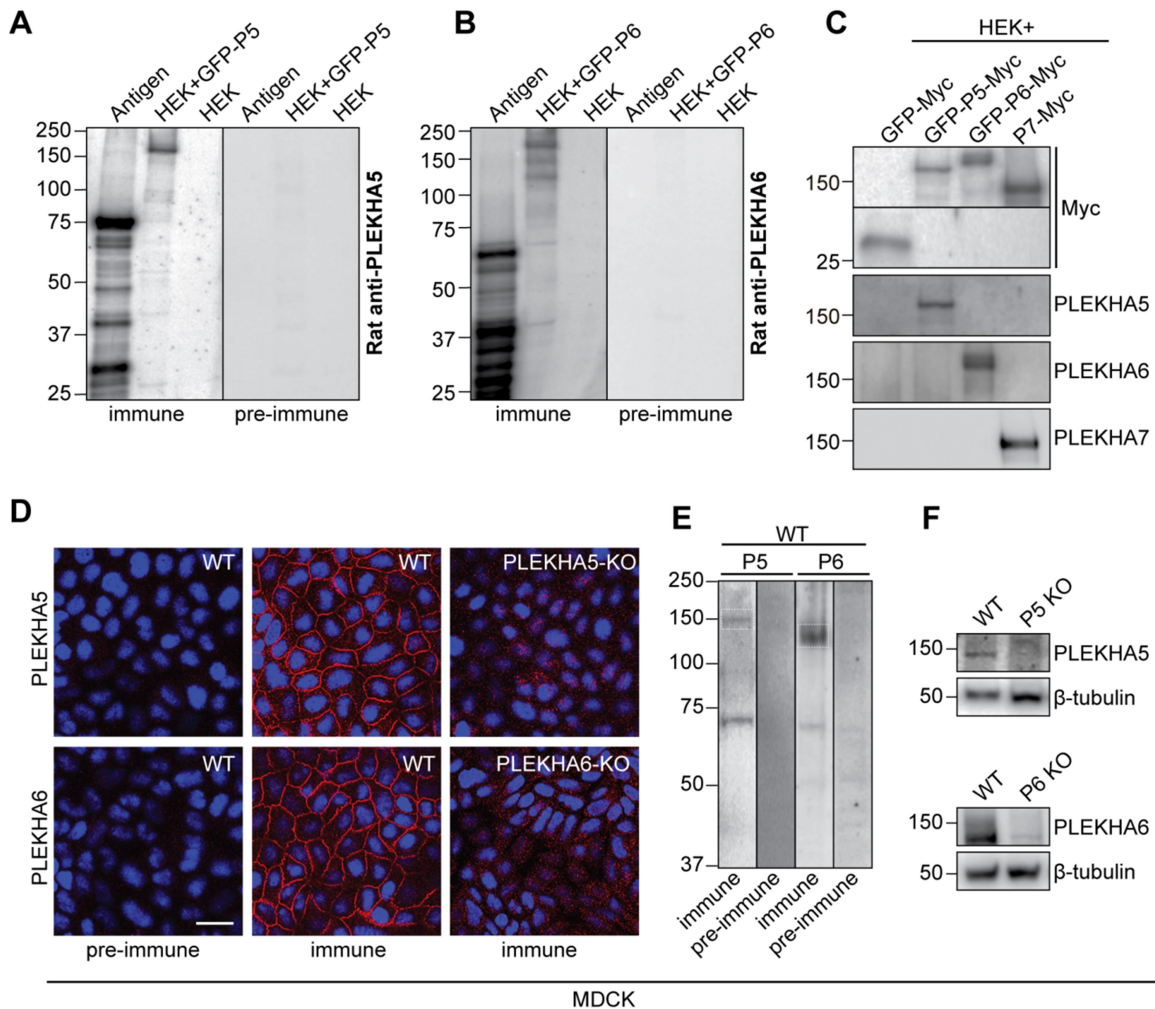 A
Antigen
HEK+GFP-P5
HEK
Antigen
HEK+GFP-P5
HEK
250
150
100
75
50
37
25
immune
pre-immune
Rat anti-PLEKHA5
B
Antigen
HEK+GFP-P6
HEK
Antigen
HEK+GFP-P6
HEK
250
150
100
75
50
37
25
immune
pre-immune
Rat anti-PLEKHA6
C
HEK+
GFP-Myc
GFP-P5-Myc
GFP-P6-Myc
P7-Myc
150
25
Myc
150
PLEKHA5
150
PLEKHA6
150
PLEKHA7
D
PLEKHA5
WT
WT
PLEKHA5-KO
PLEKHA6
WT
WT
PLEKHA6-KO
pre-immune
immune
immune
E
WT
P5
P6
250
150
100
75
50
37
immune
pre-immune
immune
pre-immune
F
WT
P5 KO
150
PLEKHA5
50
β-tubulin
WT
P6 KO
150
PLEKHA6
50
β-tubulin
MDCK